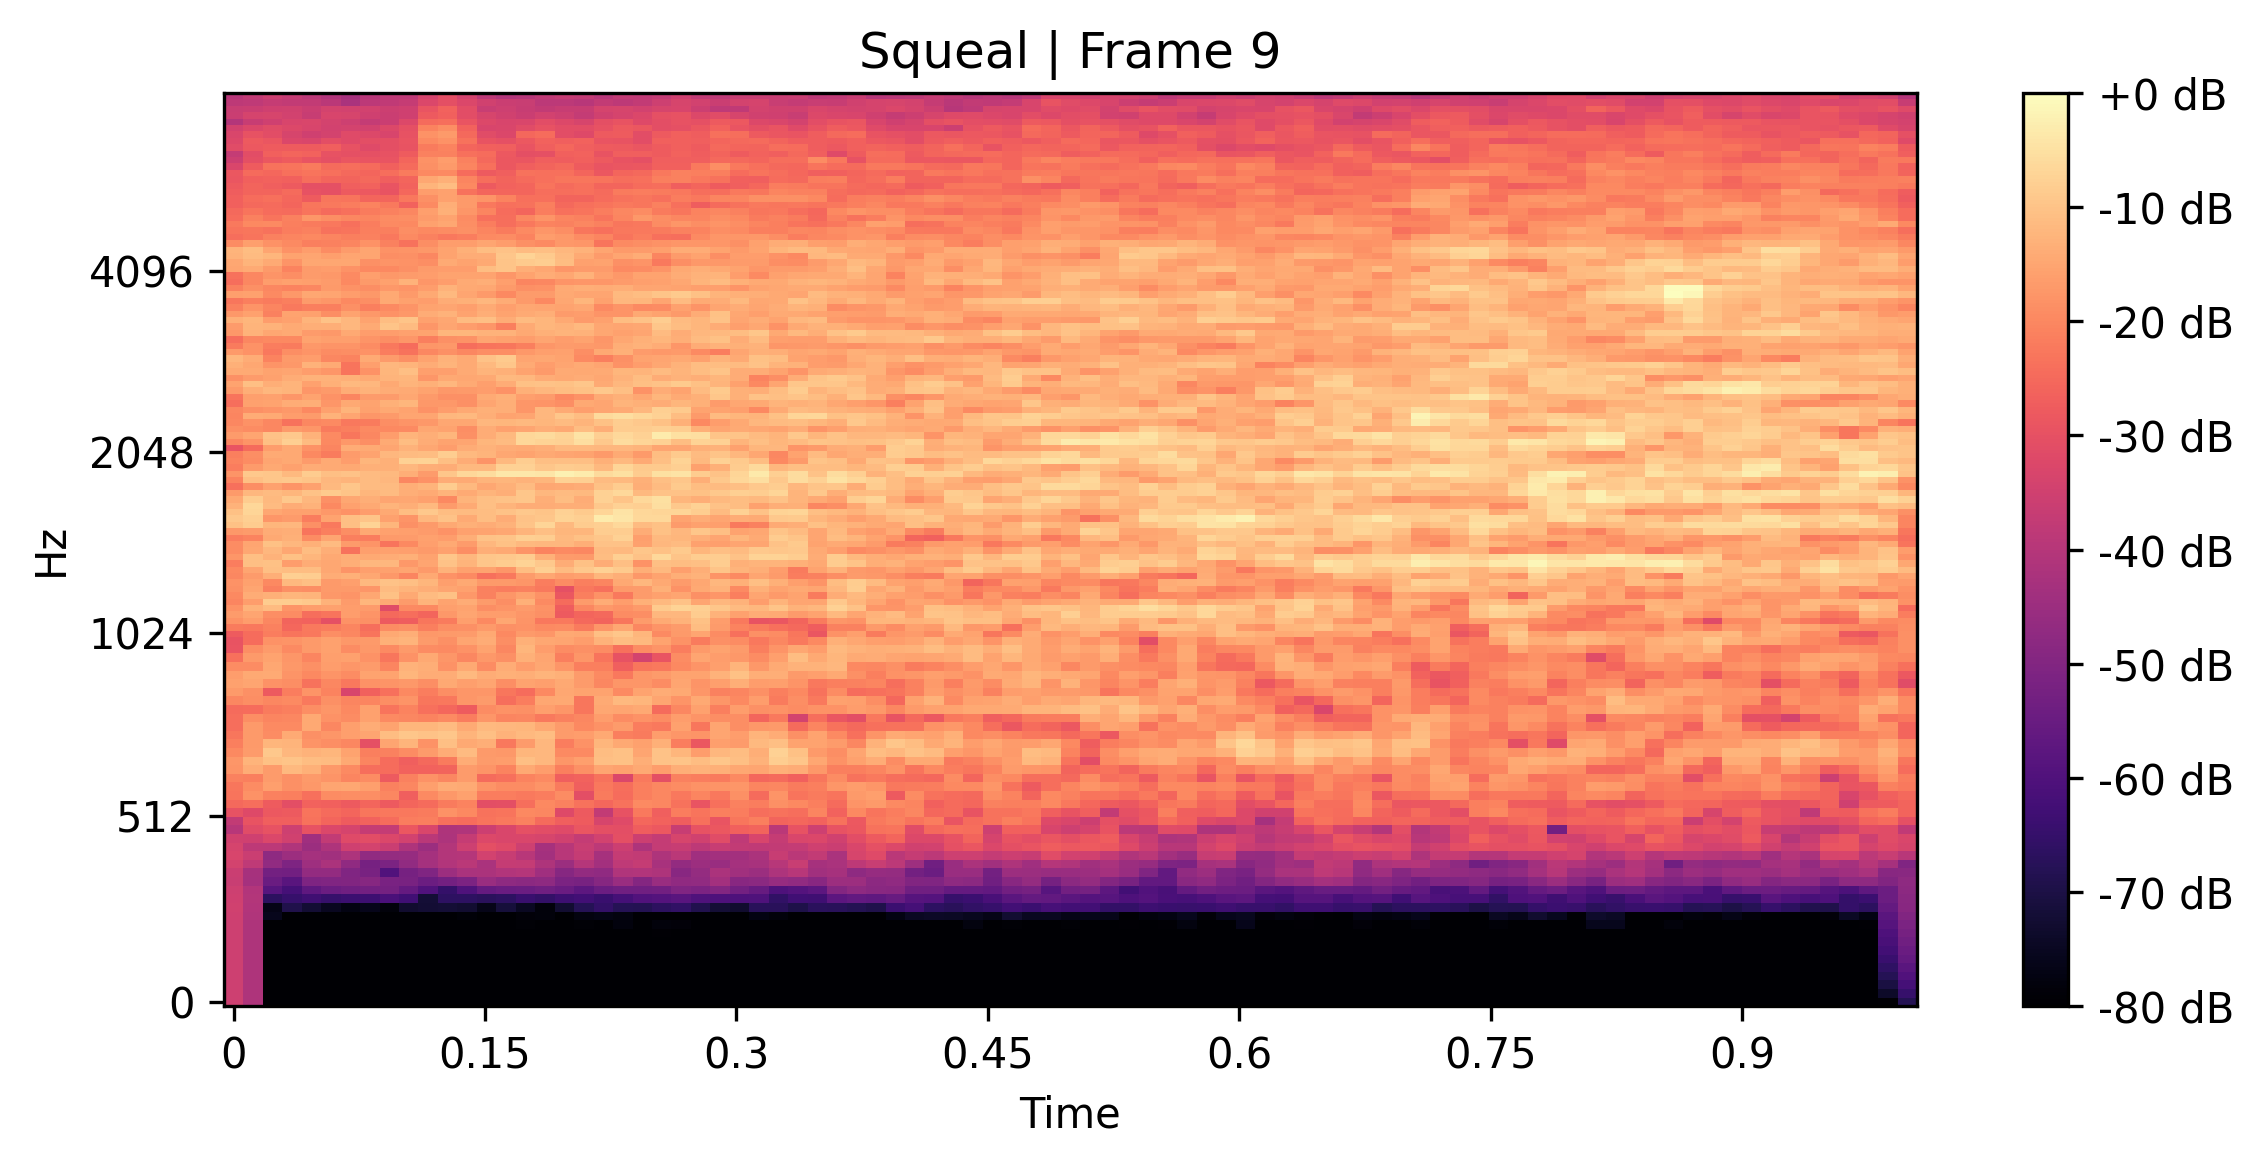 Squeal | Frame 9
Hz
4096
2048
1024
512
0
0 0.15 0.3 0.45 0.6 0.75 0.9
Time
+0 dB
-10 dB
-20 dB
-30 dB
-40 dB
-50 dB
-60 dB
-70 dB
-80 dB